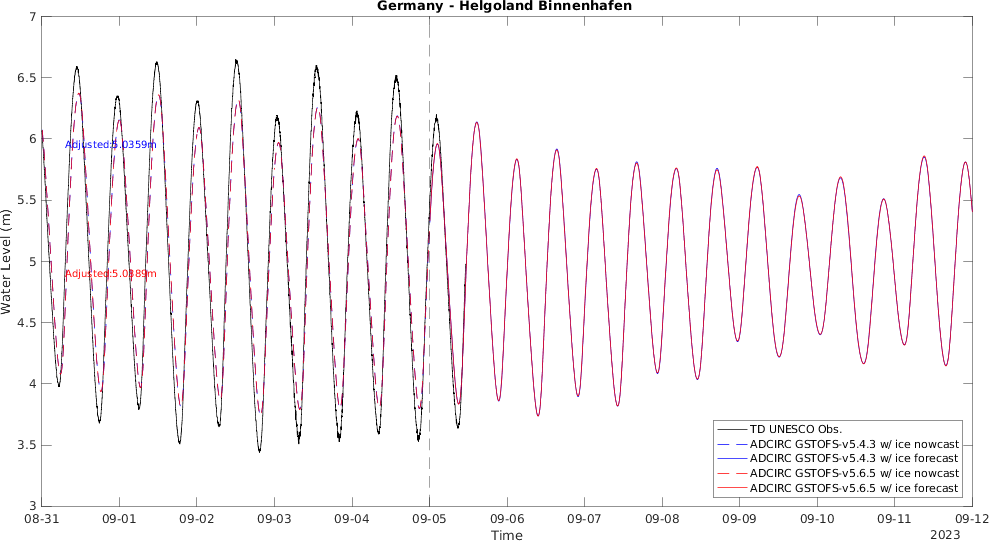 Germany - Helgoland Binnenhafen
7
6.5
6
5.5
5
4.5
4
3.5
3
Water Level (m)
Adjusted:5.0359m
Adjusted:5.0389m
TD UNESCO Obs.
ADCIRC GSTOFS-v5.4.3 w/ ice nowcast
ADCIRC GSTOFS-v5.4.3 w/ ice forecast
ADCIRC GSTOFS-v5.6.5 w/ ice nowcast
ADCIRC GSTOFS-v5.6.5 w/ ice forecast
08-31 09-01 09-02 09-03 09-04 09-05 09-06 09-07 09-08 09-09 09-10 09-11 09-12
Time
2023